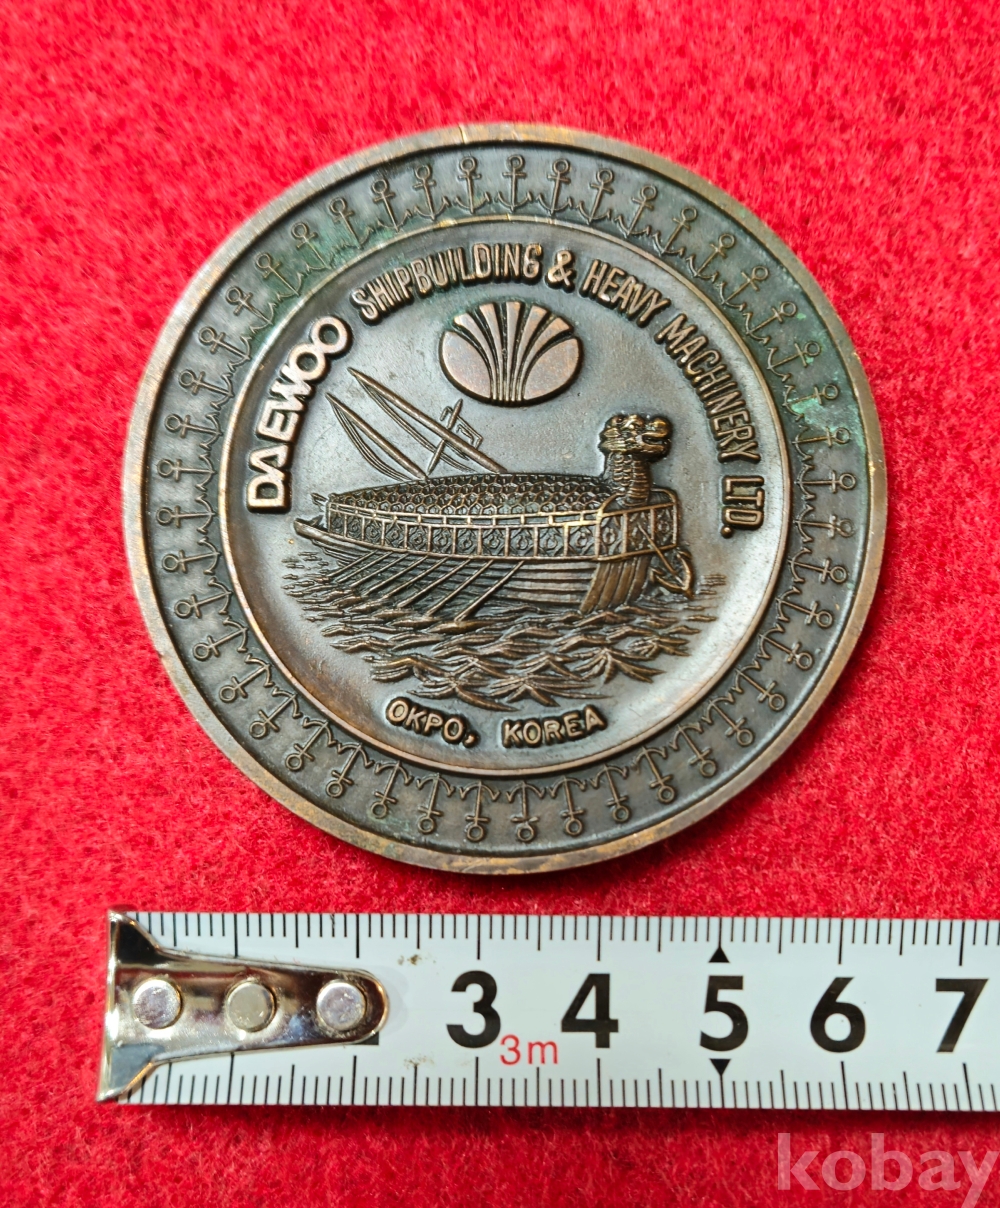 DAEWOO SHIPBUILDING & HEAVY MACHINERY LTD.
OKPO, KOREA
3 4 5 6 7
3m
kobay